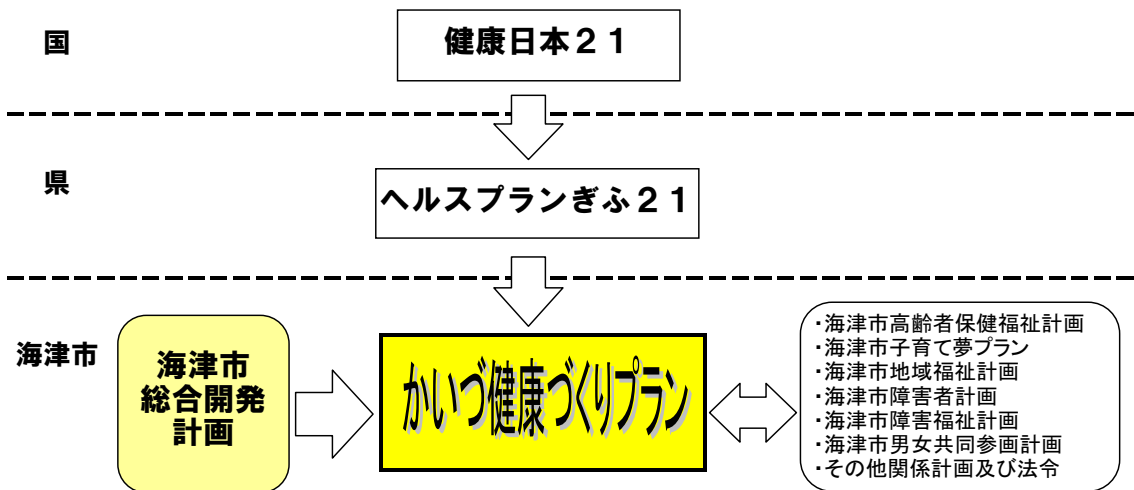 国
健康日本２１
県
ヘルスプランぎふ２１
海津市
海津市
総合開発
計画
かいづ健康づくりプラン
・海津市高齢者保健福祉計画
・海津市子育て夢プラン
・海津市地域福祉計画
・海津市障害者計画
・海津市障害福祉計画
・海津市男女共同参画計画
・その他関係計画及び法令